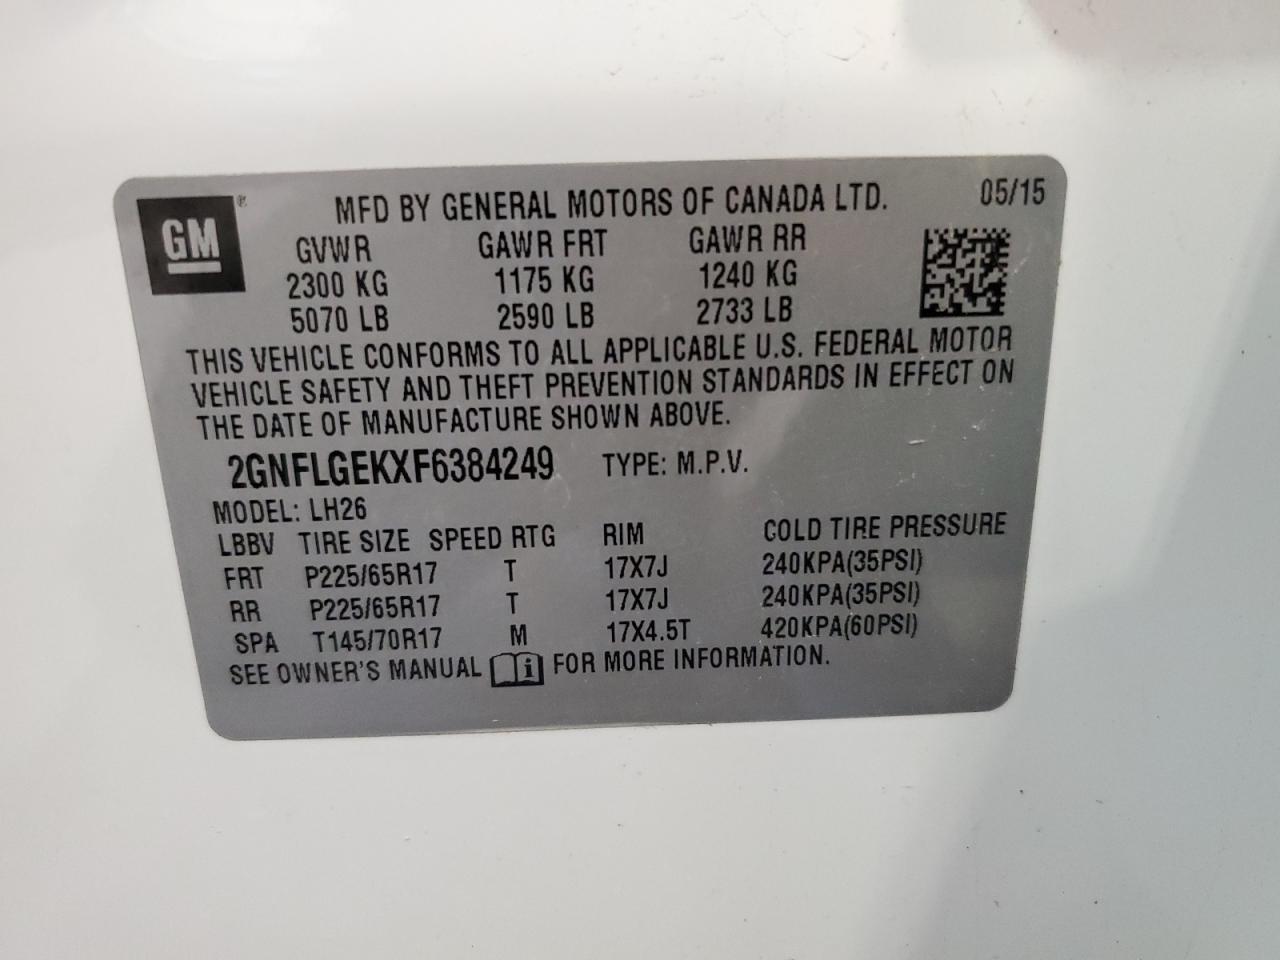 GM ® MFD BY GENERAL MOTORS OF CANADA LTD. 05/15
GVWR GAWR FRT GAWR RR
2300 KG 1175 KG 1240 KG
5070 LB 2590 LB 2733 LB
THIS VEHICLE CONFORMS TO ALL APPLICABLE U.S. FEDERAL MOTOR
VEHICLE SAFETY AND THEFT PREVENTION STANDARDS IN EFFECT ON
THE DATE OF MANUFACTURE SHOWN ABOVE.
2GNFLGEKXF6384249 TYPE: M.P.V.
MODEL: LH26
LBBV TIRE SIZE SPEED RTG RIM COLD TIRE PRESSURE
FRT P225/65R17 T 17X7J 240KPA(35PSI)
RR P225/65R17 T 17X7J 240KPA(35PSI)
SPA T145/70R17 M 17X4.5T 420KPA(60PSI)
SEE OWNER'S MANUAL i FOR MORE INFORMATION.